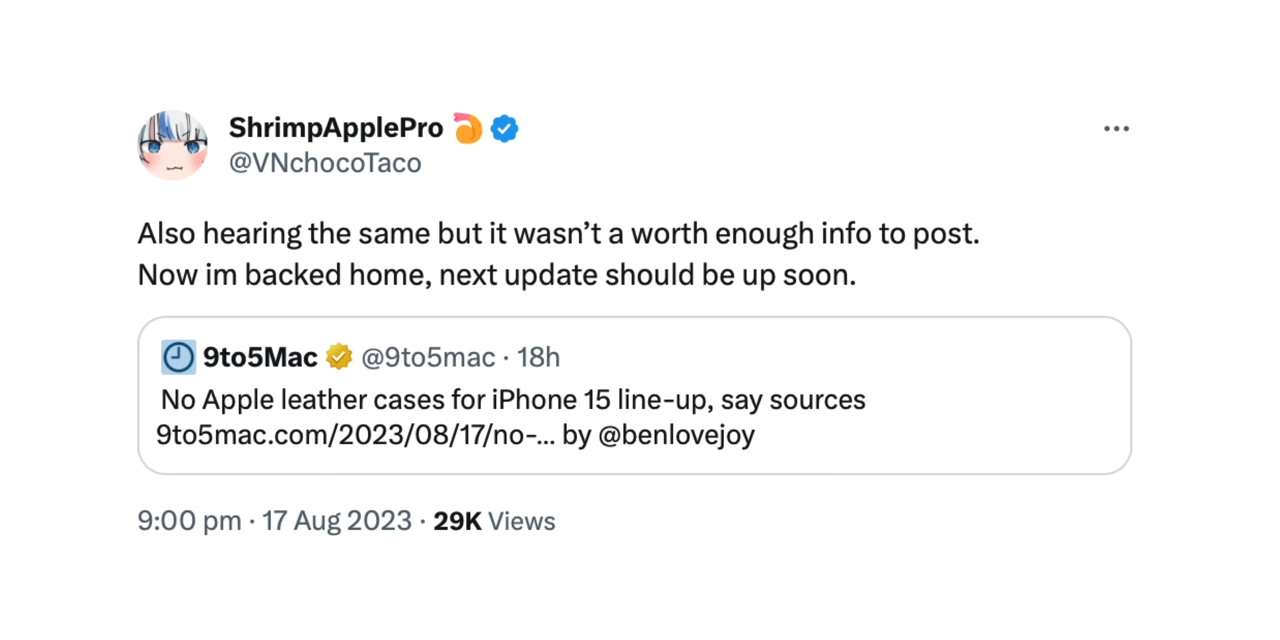 ShrimpApplePro 🍤
@VNchocoTaco
Also hearing the same but it wasn’t a worth enough info to post.
Now im backed home, next update should be up soon.
9to5Mac @9to5mac · 18h
No Apple leather cases for iPhone 15 line-up, say sources
9to5mac.com/2023/08/17/no-... by @benlovejoy
9:00 pm · 17 Aug 2023 · 29K Views